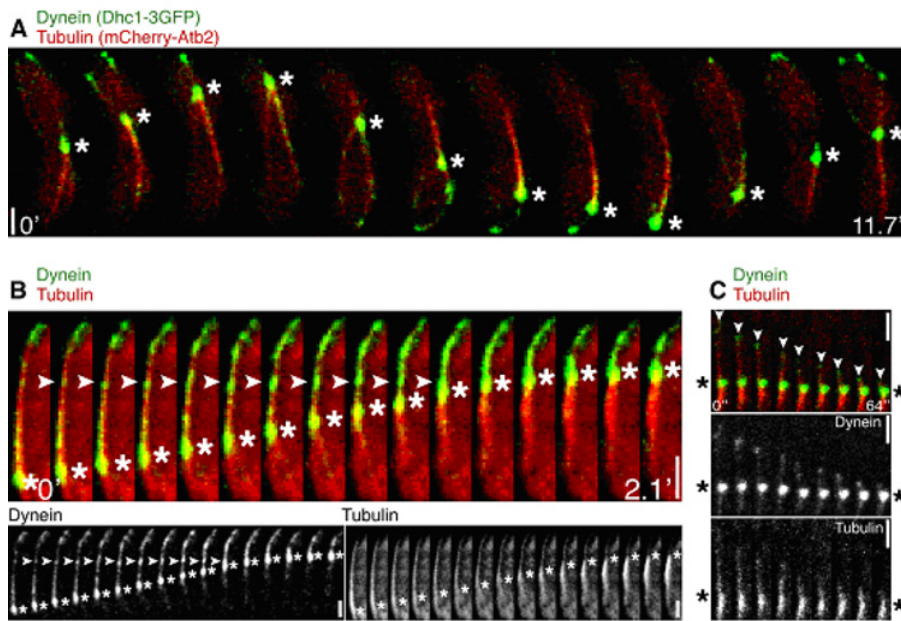 A
Dynein (Dhc1-3GFP)
Tubulin (mCherry-Atb2)
* * * * * * * * * * *
0' 11.7'
B
Dynein
Tubulin
* * * * * * * * * * * * * * *
0' 2.1'
Dynein
* * * * * * * * * * * * * * *
Tubulin
* * * * * * * * * * * * * * *
C
Dynein
Tubulin
* *
0" 64"
Dynein
* *
Tubulin
* *